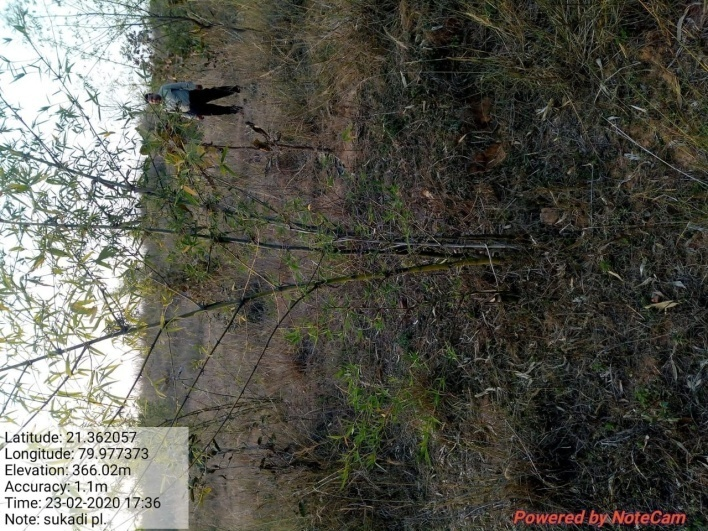 Latitude: 21.362057
Longitude: 79.977373
Elevation: 366.02m
Accuracy: 1.1m
Time: 23-02-2020 17:36
Note: sukadi pl.
Powered by NoteCam